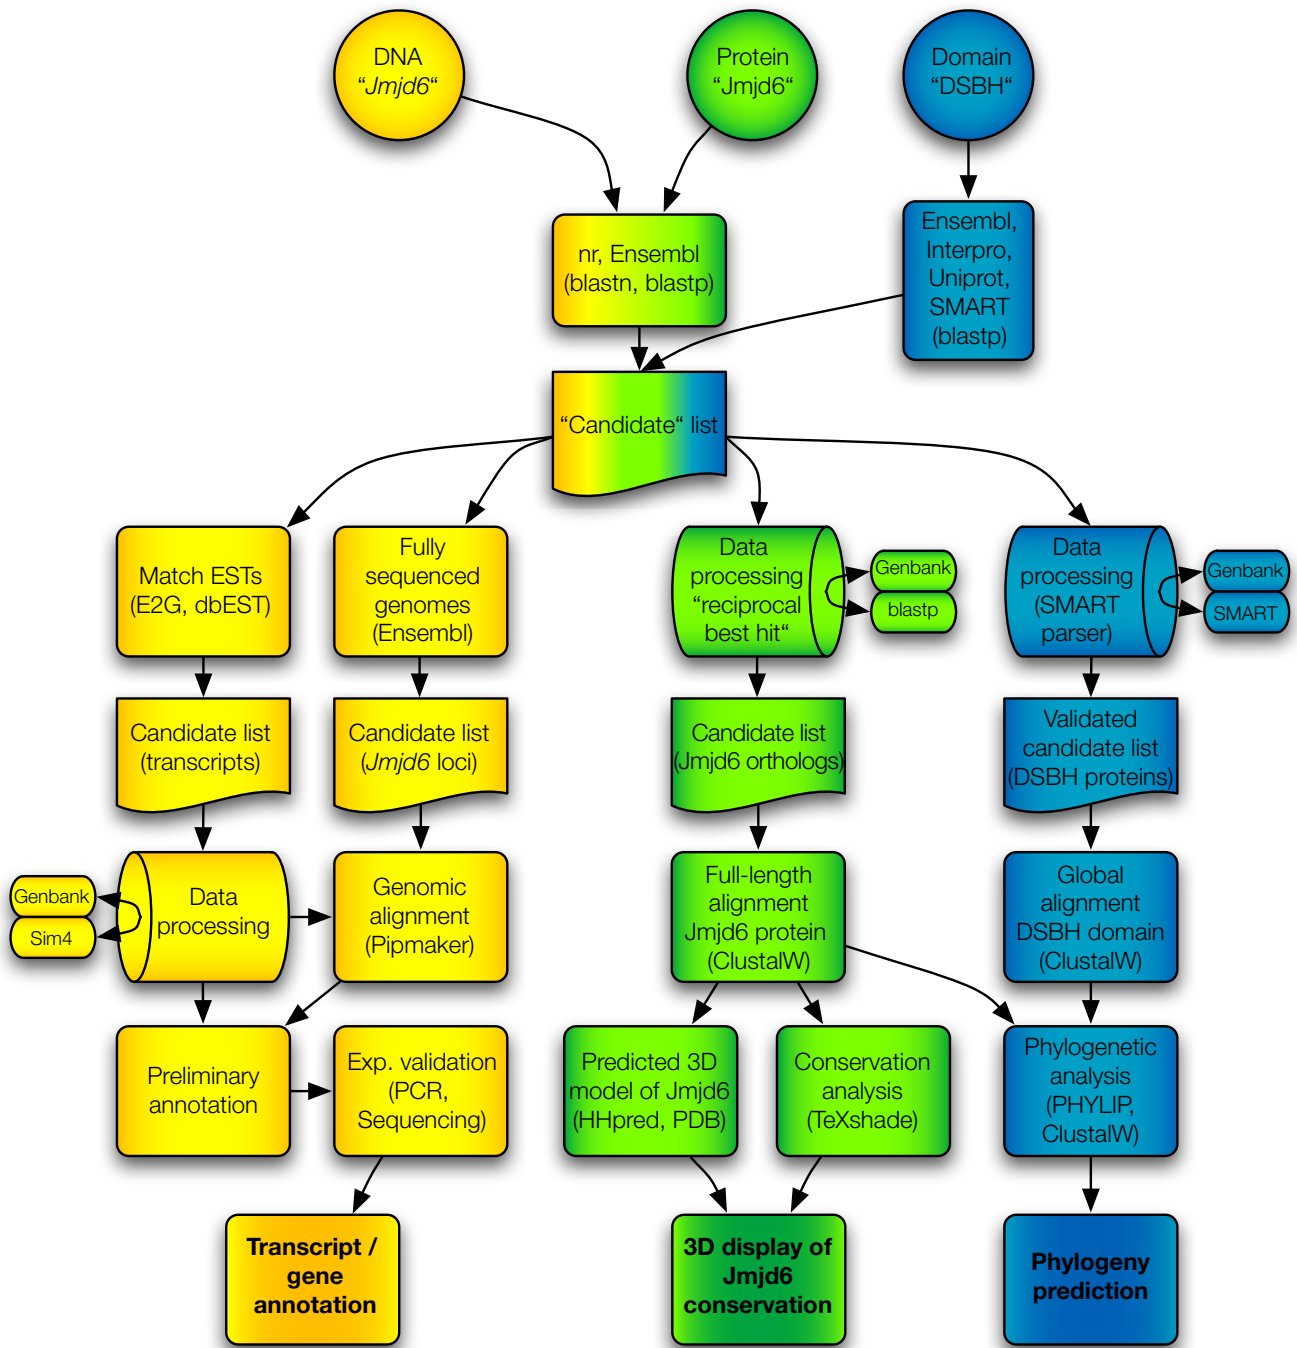 DNA
“Jmjd6“
Protein
“Jmjd6“
Domain
“DSBH“
nr, Ensembl
(blastn, blastp)
Ensembl,
Interpro,
Uniprot,
SMART
(blastp)
“Candidate“ list
Match ESTs
(E2G, dbEST)
Fully
sequenced
genomes
(Ensembl)
Data
processing
“reciprocal
best hit“
Genbank
blastp
Data
processing
(SMART
parser)
Genbank
SMART
Candidate list
(transcripts)
Candidate list
(Jmjd6 loci)
Candidate list
(Jmjd6 orthologs)
Validated
candidate list
(DSBH proteins)
Genbank
Sim4
Data
processing
Genomic
alignment
(Pipmaker)
Full-length
alignment
Jmjd6 protein
(ClustalW)
Global
alignment
DSBH domain
(ClustalW)
Preliminary
annotation
Exp. validation
(PCR,
Sequencing)
Predicted 3D
model of Jmjd6
(HHpred, PDB)
Conservation
analysis
(TeXshade)
Phylogenetic
analysis
(PHYLIP,
ClustalW)
Transcript /
gene
annotation
3D display of
Jmjd6
conservation
Phylogeny
prediction